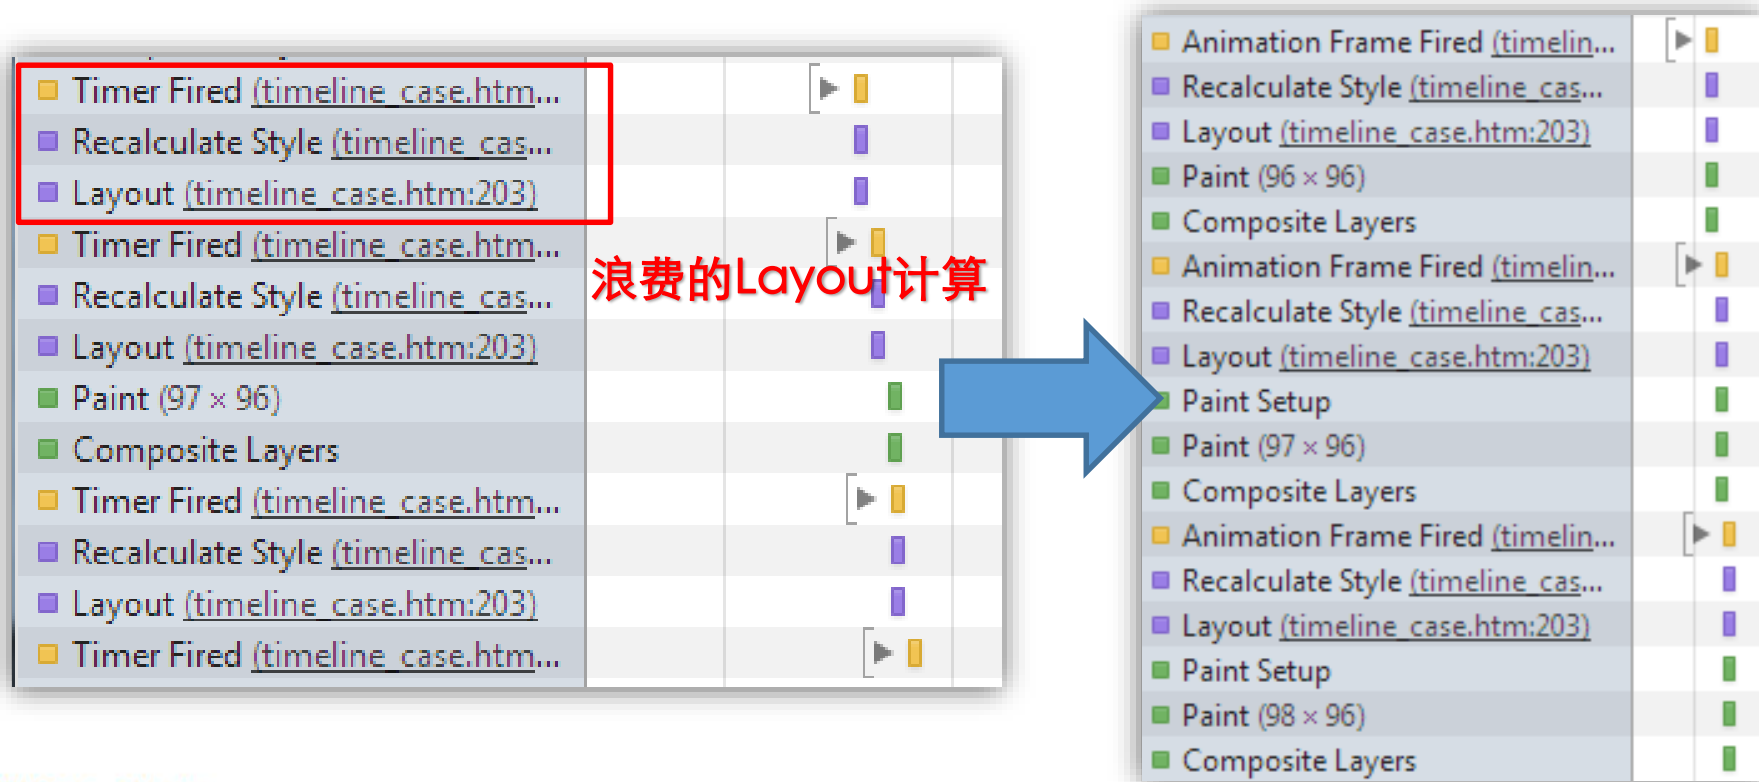 Timer Fired (timeline_case.htm...
Recalculate Style (timeline_cas...
Layout (timeline_case.htm:203)
Timer Fired (timeline_case.htm...
Recalculate Style (timeline_cas...
Layout (timeline_case.htm:203)
Paint (97 × 96)
Composite Layers
Timer Fired (timeline_case.htm...
Recalculate Style (timeline_cas...
Layout (timeline_case.htm:203)
Timer Fired (timeline_case.htm...
浪费的Layout计算
Animation Frame Fired (timelin...
Recalculate Style (timeline_cas...
Layout (timeline_case.htm:203)
Paint (96 × 96)
Composite Layers
Animation Frame Fired (timelin...
Recalculate Style (timeline_cas...
Layout (timeline_case.htm:203)
Paint Setup
Paint (97 × 96)
Composite Layers
Animation Frame Fired (timelin...
Recalculate Style (timeline_cas...
Layout (timeline_case.htm:203)
Paint Setup
Paint (98 × 96)
Composite Layers